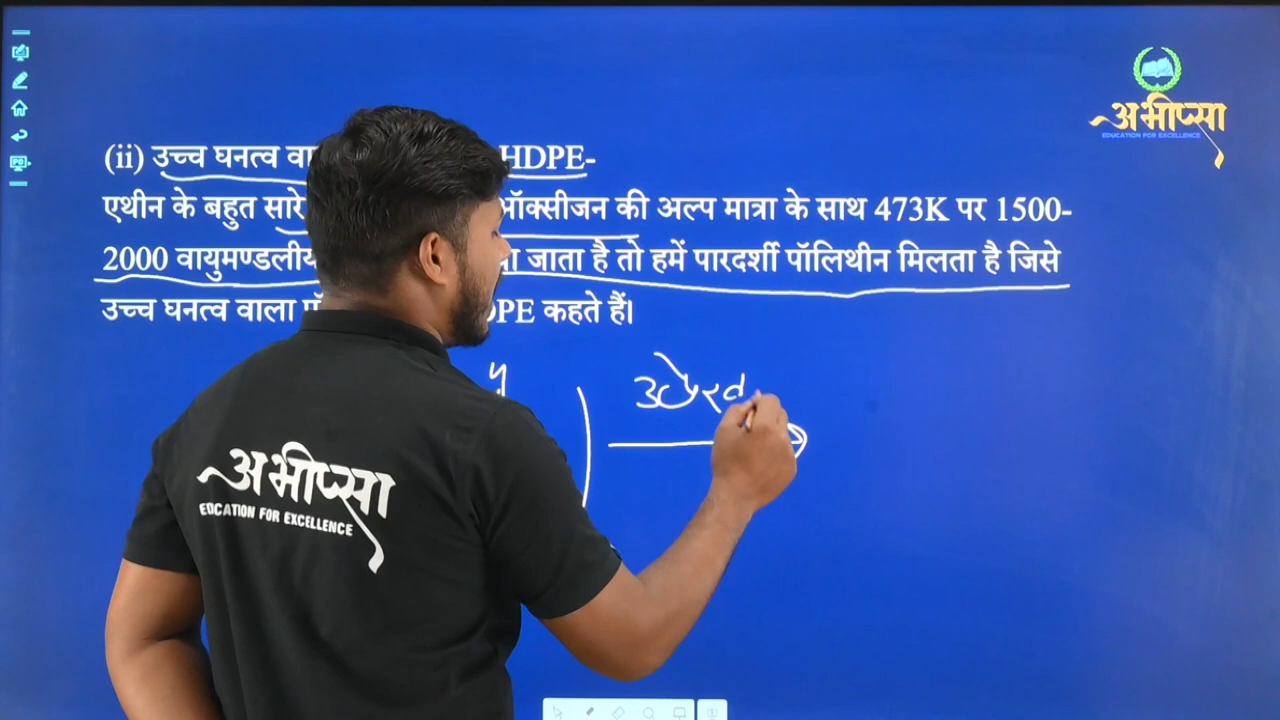 अभीप्सा
EDUCATION FOR EXCELLENCE
(ii) उच्च घनत्व HDPE-
एथीन के बहुत सारे ऑक्सीजन की अल्प मात्रा के साथ 473K पर 1500-
2000 वायुमण्डलीय जाता है तो हमें पारदर्शी पॉलिथीन मिलता है जिसे
उच्च घनत्व वाला कहते हैं।
अभीप्सा
EDUCATION FOR EXCELLENCE